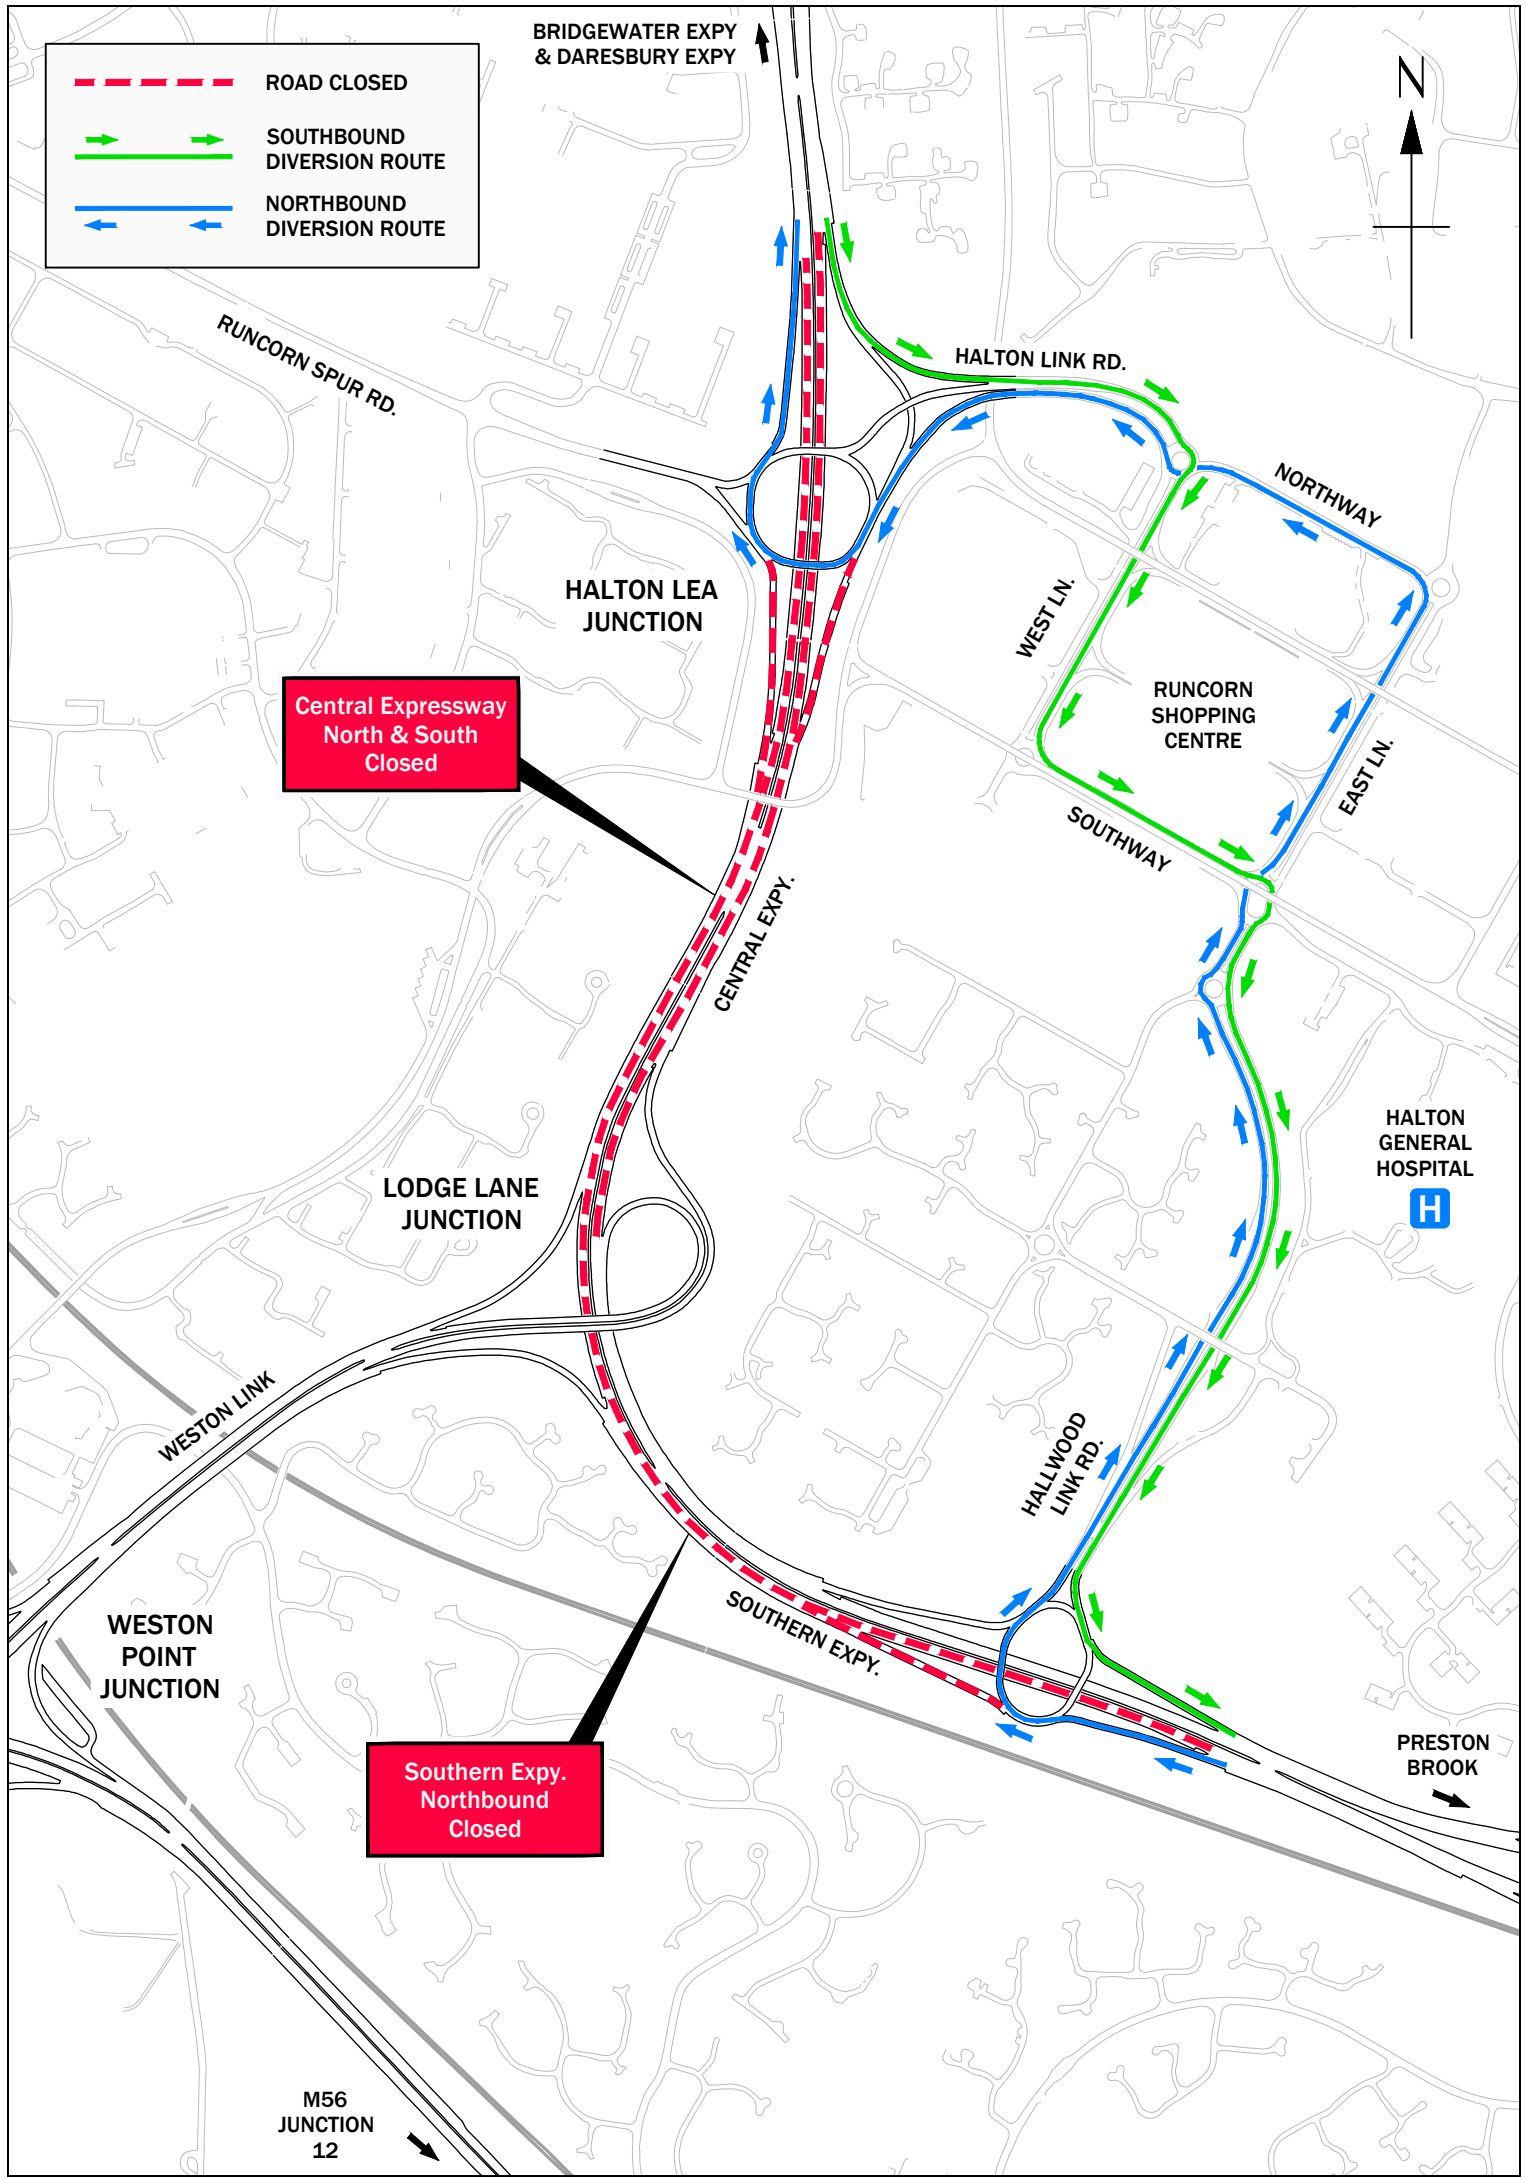 BRIDGEWATER EXPY
& DARESBURY EXPY
ROAD CLOSED
SOUTHBOUND
DIVERSION ROUTE
NORTHBOUND
DIVERSION ROUTE
N
RUNCORN SPUR RD.
HALTON LINK RD.
NORTHWAY
HALTON LEA
JUNCTION
WEST LN.
RUNCORN
SHOPPING
CENTRE
EAST LN.
Central Expressway
North & South
Closed
SOUTHWAY
CENTRAL EXPY.
HALTON
GENERAL
HOSPITAL
H
LODGE LANE
JUNCTION
WESTON LINK
HALLWOOD
LINK RD.
SOUTHERN EXPY.
WESTON
POINT
JUNCTION
PRESTON
BROOK
Southern Expy.
Northbound
Closed
M56
JUNCTION
12